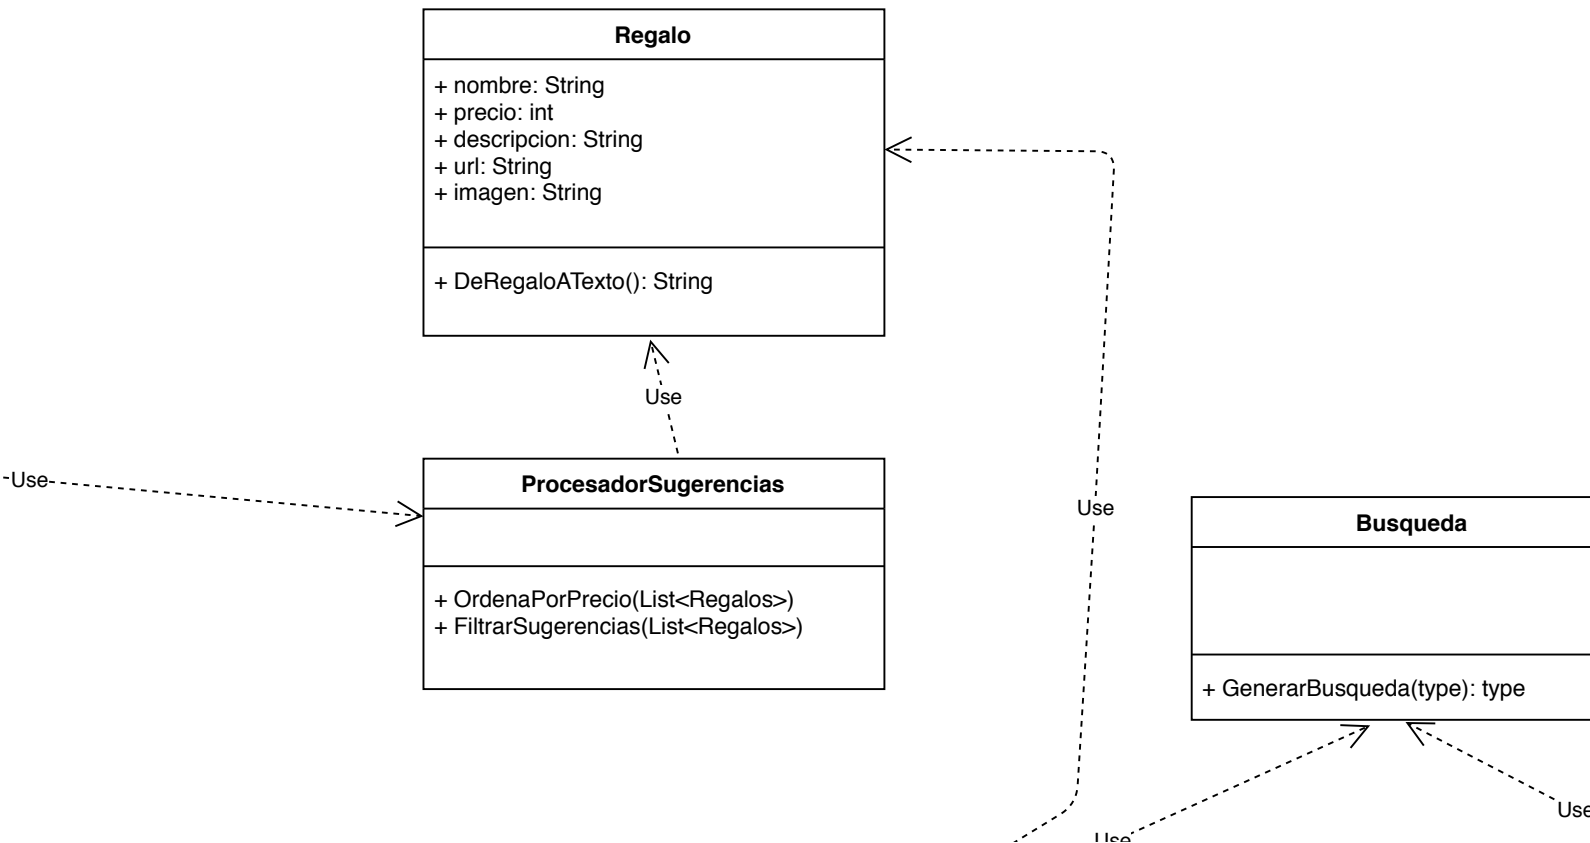 Regalo
+ nombre: String
+ precio: int
+ descripcion: String
+ url: String
+ imagen: String
+ DeRegaloATexto(): String
Use
Use
ProcesadorSugerencias
+ OrdenaPorPrecio(List<Regalos>)
+ FiltrarSugerencias(List<Regalos>)
Use
Busqueda
+ GenerarBusqueda(type): type
Use
Use